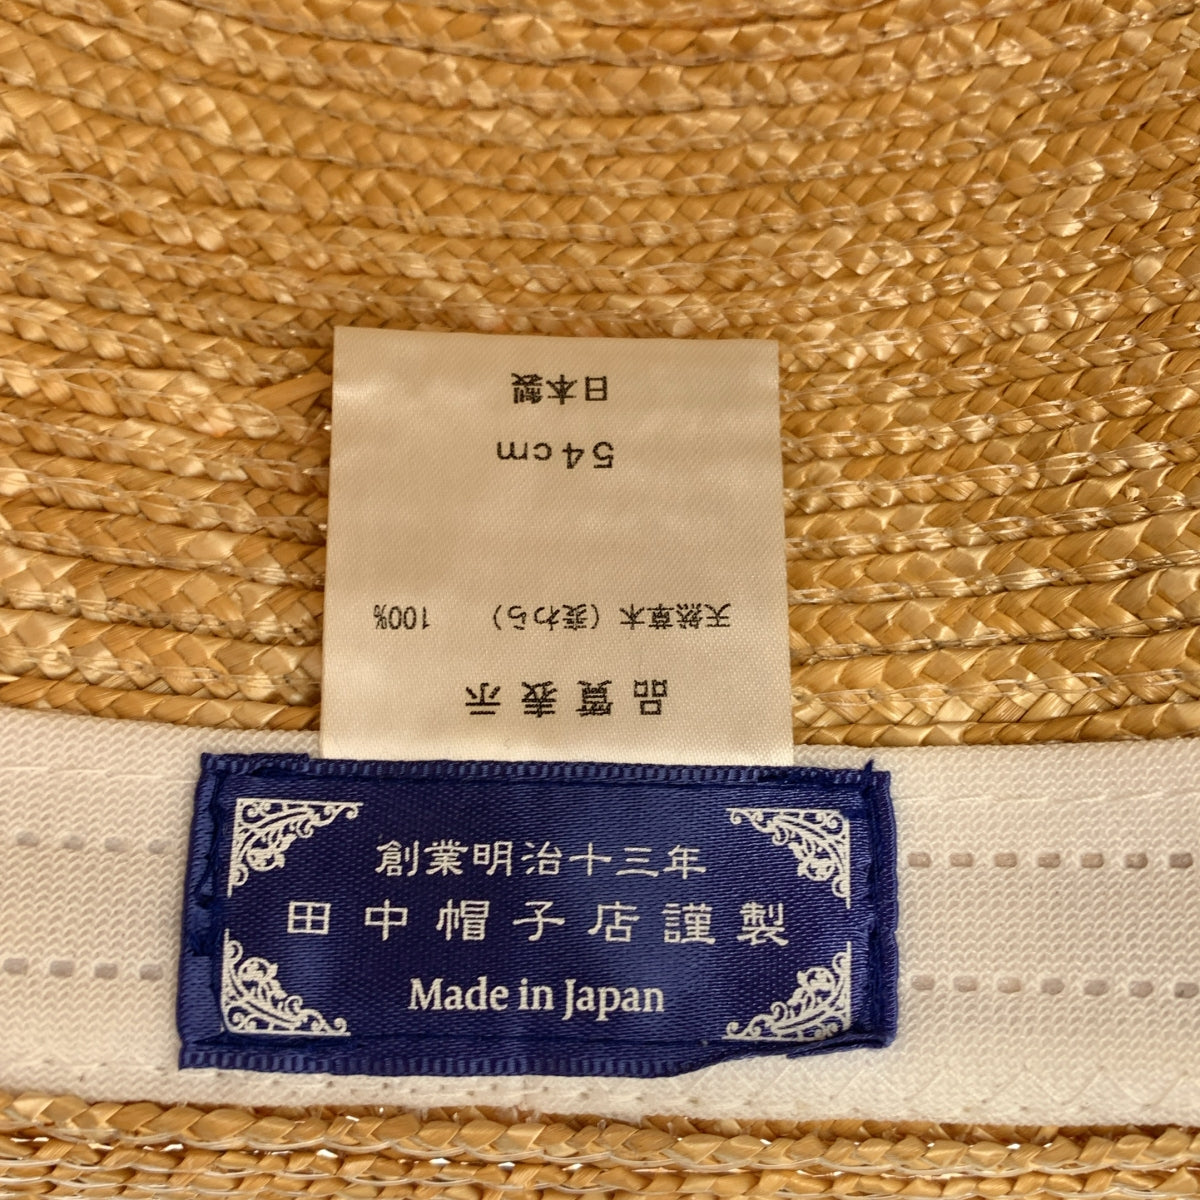 品質表示
天然草木（麦わら） 100%
54cm
日本製
創業明治十三年
田中帽子店謹製
Made in Japan